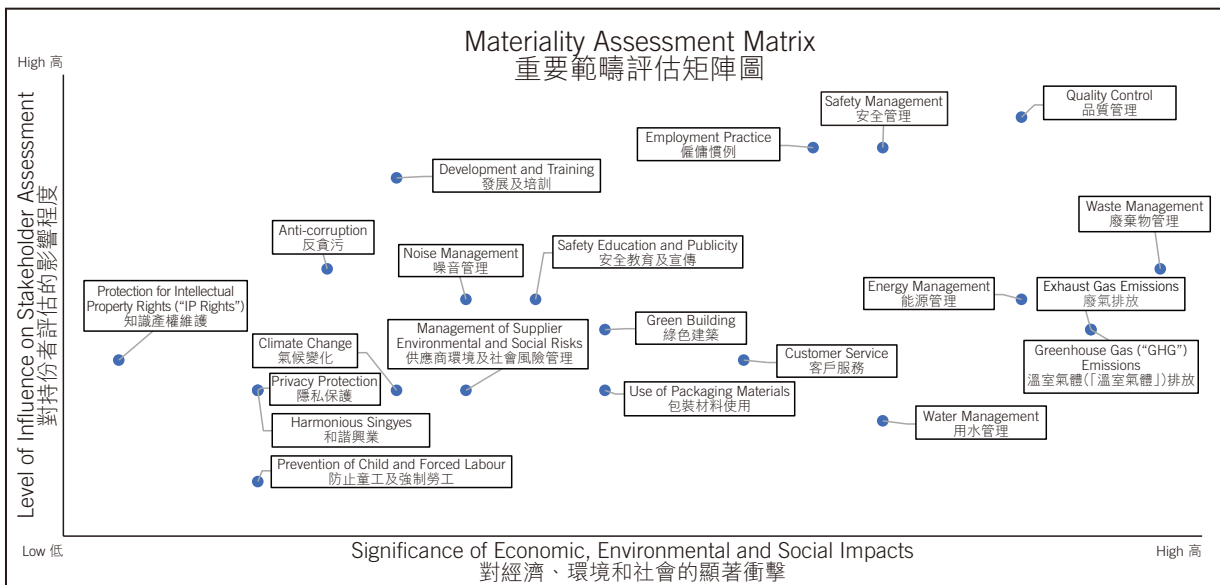 Materiality Assessment Matrix
重要範疇評估矩陣圖
High 高
Level of Influence on Stakeholder Assessment
對持份者評估的影響程度
Quality Control
品質管理
Safety Management
安全管理
Employment Practice
僱傭慣例
Development and Training
發展及培訓
Waste Management
廢棄物管理
Anti-corruption
反貪污
Noise Management
噪音管理
Safety Education and Publicity
安全教育及宣傳
Energy Management
能源管理
Exhaust Gas Emissions
廢氣排放
Protection for Intellectual
Property Rights (“IP Rights”)
知識產權維護
Climate Change
氣候變化
Management of Supplier
Environmental and Social Risks
供應商環境及社會風險管理
Green Building
綠色建築
Customer Service
客戶服務
Greenhouse Gas (“GHG”)
Emissions
溫室氣體(「溫室氣體」)排放
Privacy Protection
隱私保護
Use of Packaging Materials
包裝材料使用
Harmonious Singyes
和諧興業
Water Management
用水管理
Prevention of Child and Forced Labour
防止童工及強制勞工
Low 低
Significance of Economic, Environmental and Social Impacts
對經濟、環境和社會的顯著衝擊
High 高